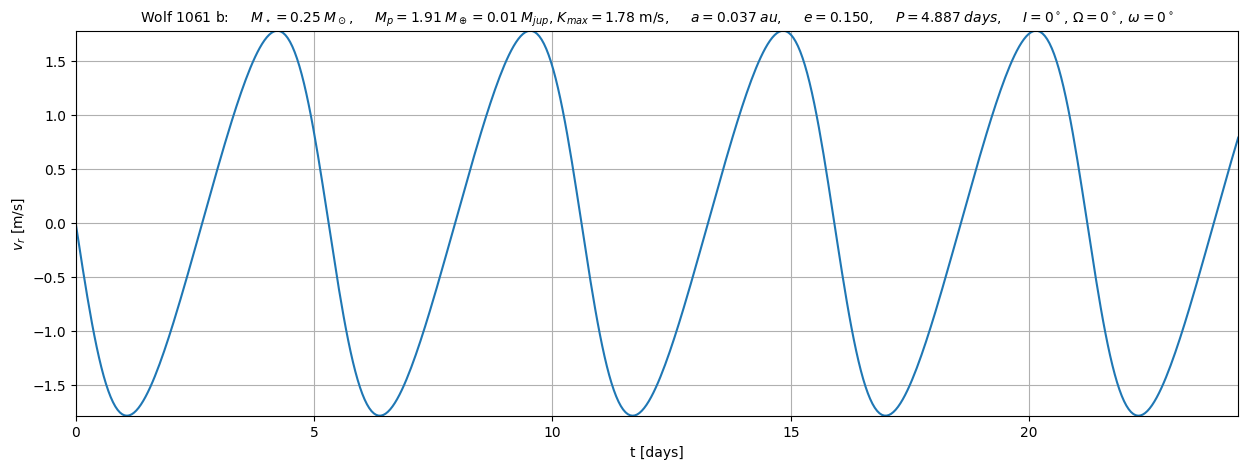 Wolf 1061 b: M⋆ = 0.25 M⊙, Mp = 1.91 M⊕ = 0.01 Mjup, Kmax = 1.78 m/s, a = 0.037 au, e = 0.150, P = 4.887 days, I = 0°, Ω = 0°, ω = 0°
1.5
1.0
0.5
0.0
−0.5
−1.0
−1.5
vr [m/s]
0 5 10 15 20
t [days]